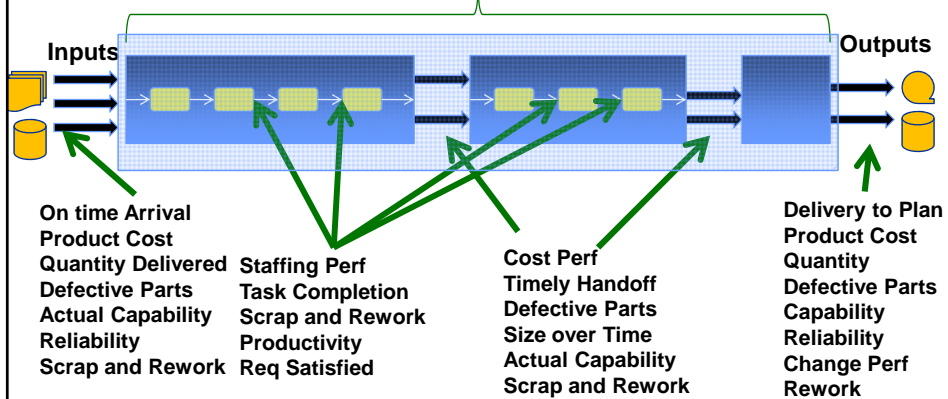 Inputs
Outputs
On time Arrival
Product Cost
Quantity Delivered
Defective Parts
Actual Capability
Reliability
Scrap and Rework
Staffing Perf
Task Completion
Scrap and Rework
Productivity
Req Satisfied
Cost Perf
Timely Handoff
Defective Parts
Size over Time
Actual Capability
Scrap and Rework
Delivery to Plan
Product Cost
Quantity
Defective Parts
Capability
Reliability
Change Perf
Rework